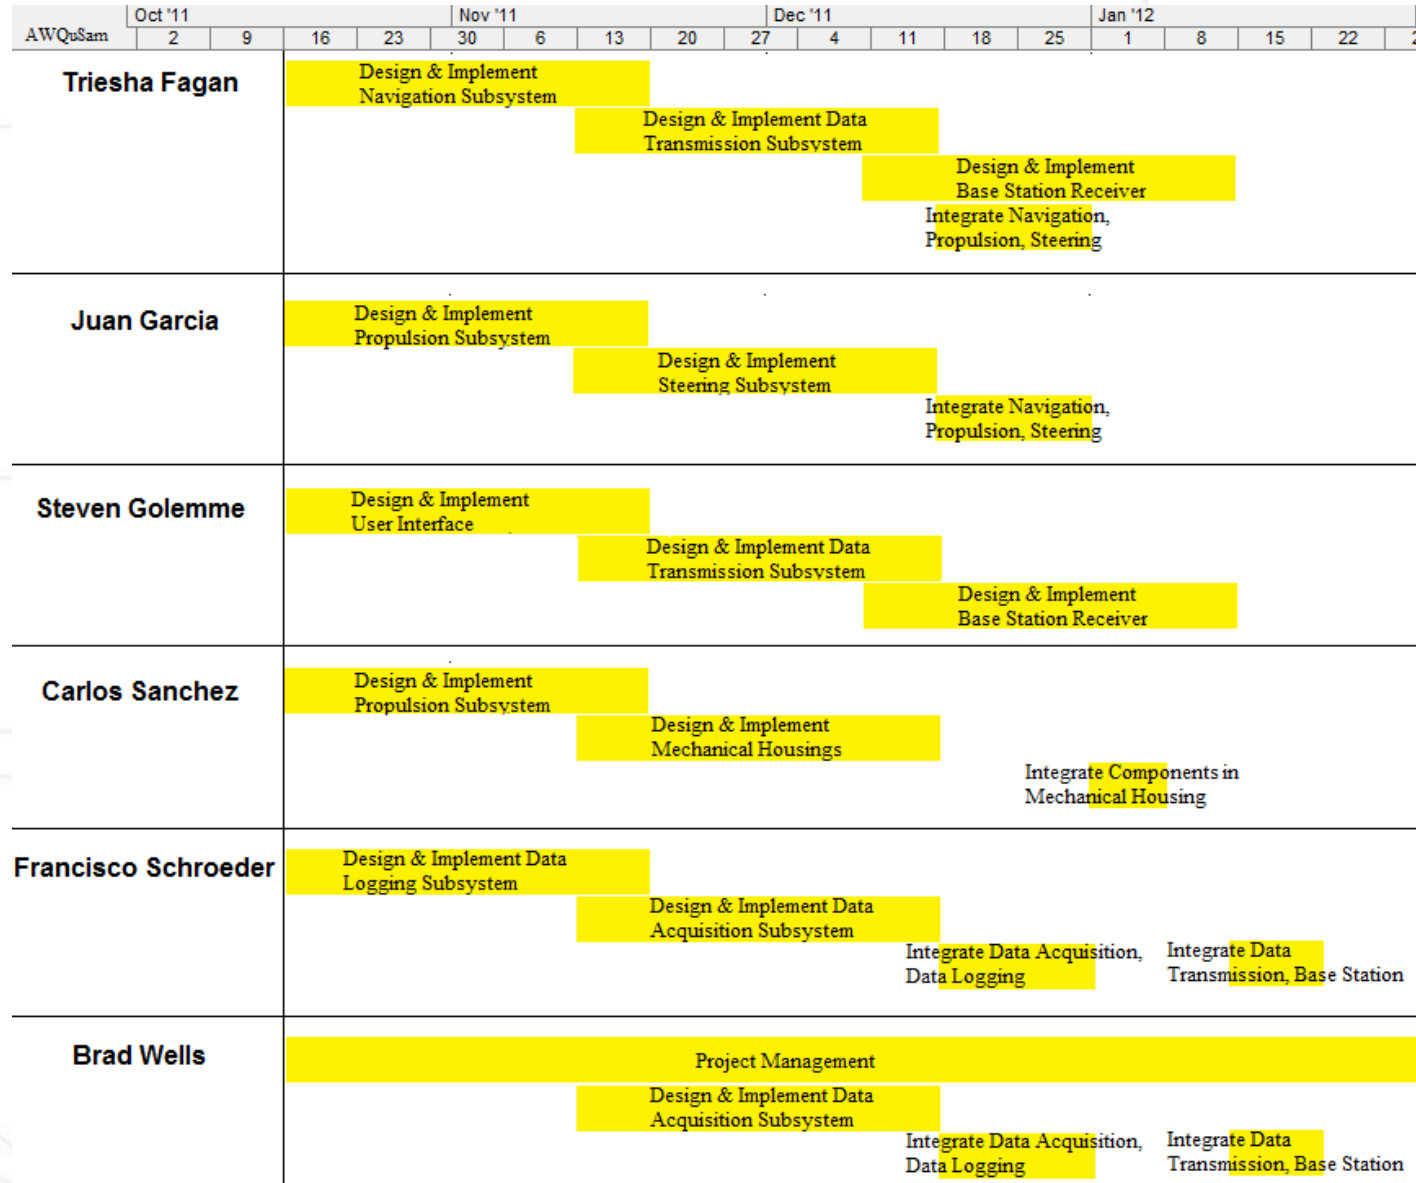 Oct '11 Nov '11 Dec '11 Jan '12
AWQuSam 2 9 16 23 30 6 13 20 27 4 11 18 25 1 8 15 22
Triesha Fagan
Design & Implement
Navigation Subsystem
Design & Implement Data
Transmission Subsystem
Design & Implement
Base Station Receiver
Integrate Navigation,
Propulsion, Steering
Juan Garcia
Design & Implement
Propulsion Subsystem
Design & Implement
Steering Subsystem
Integrate Navigation,
Propulsion, Steering
Steven Golemme
Design & Implement
User Interface
Design & Implement Data
Transmission Subsystem
Design & Implement
Base Station Receiver
Carlos Sanchez
Design & Implement
Propulsion Subsystem
Design & Implement
Mechanical Housings
Integrate Components in
Mechanical Housing
Francisco Schroeder
Design & Implement Data
Logging Subsystem
Design & Implement Data
Acquisition Subsystem
Integrate Data Acquisition,
Data Logging
Integrate Data
Transmission, Base Station
Brad Wells
Project Management
Design & Implement Data
Acquisition Subsystem
Integrate Data Acquisition,
Data Logging
Integrate Data
Transmission, Base Station